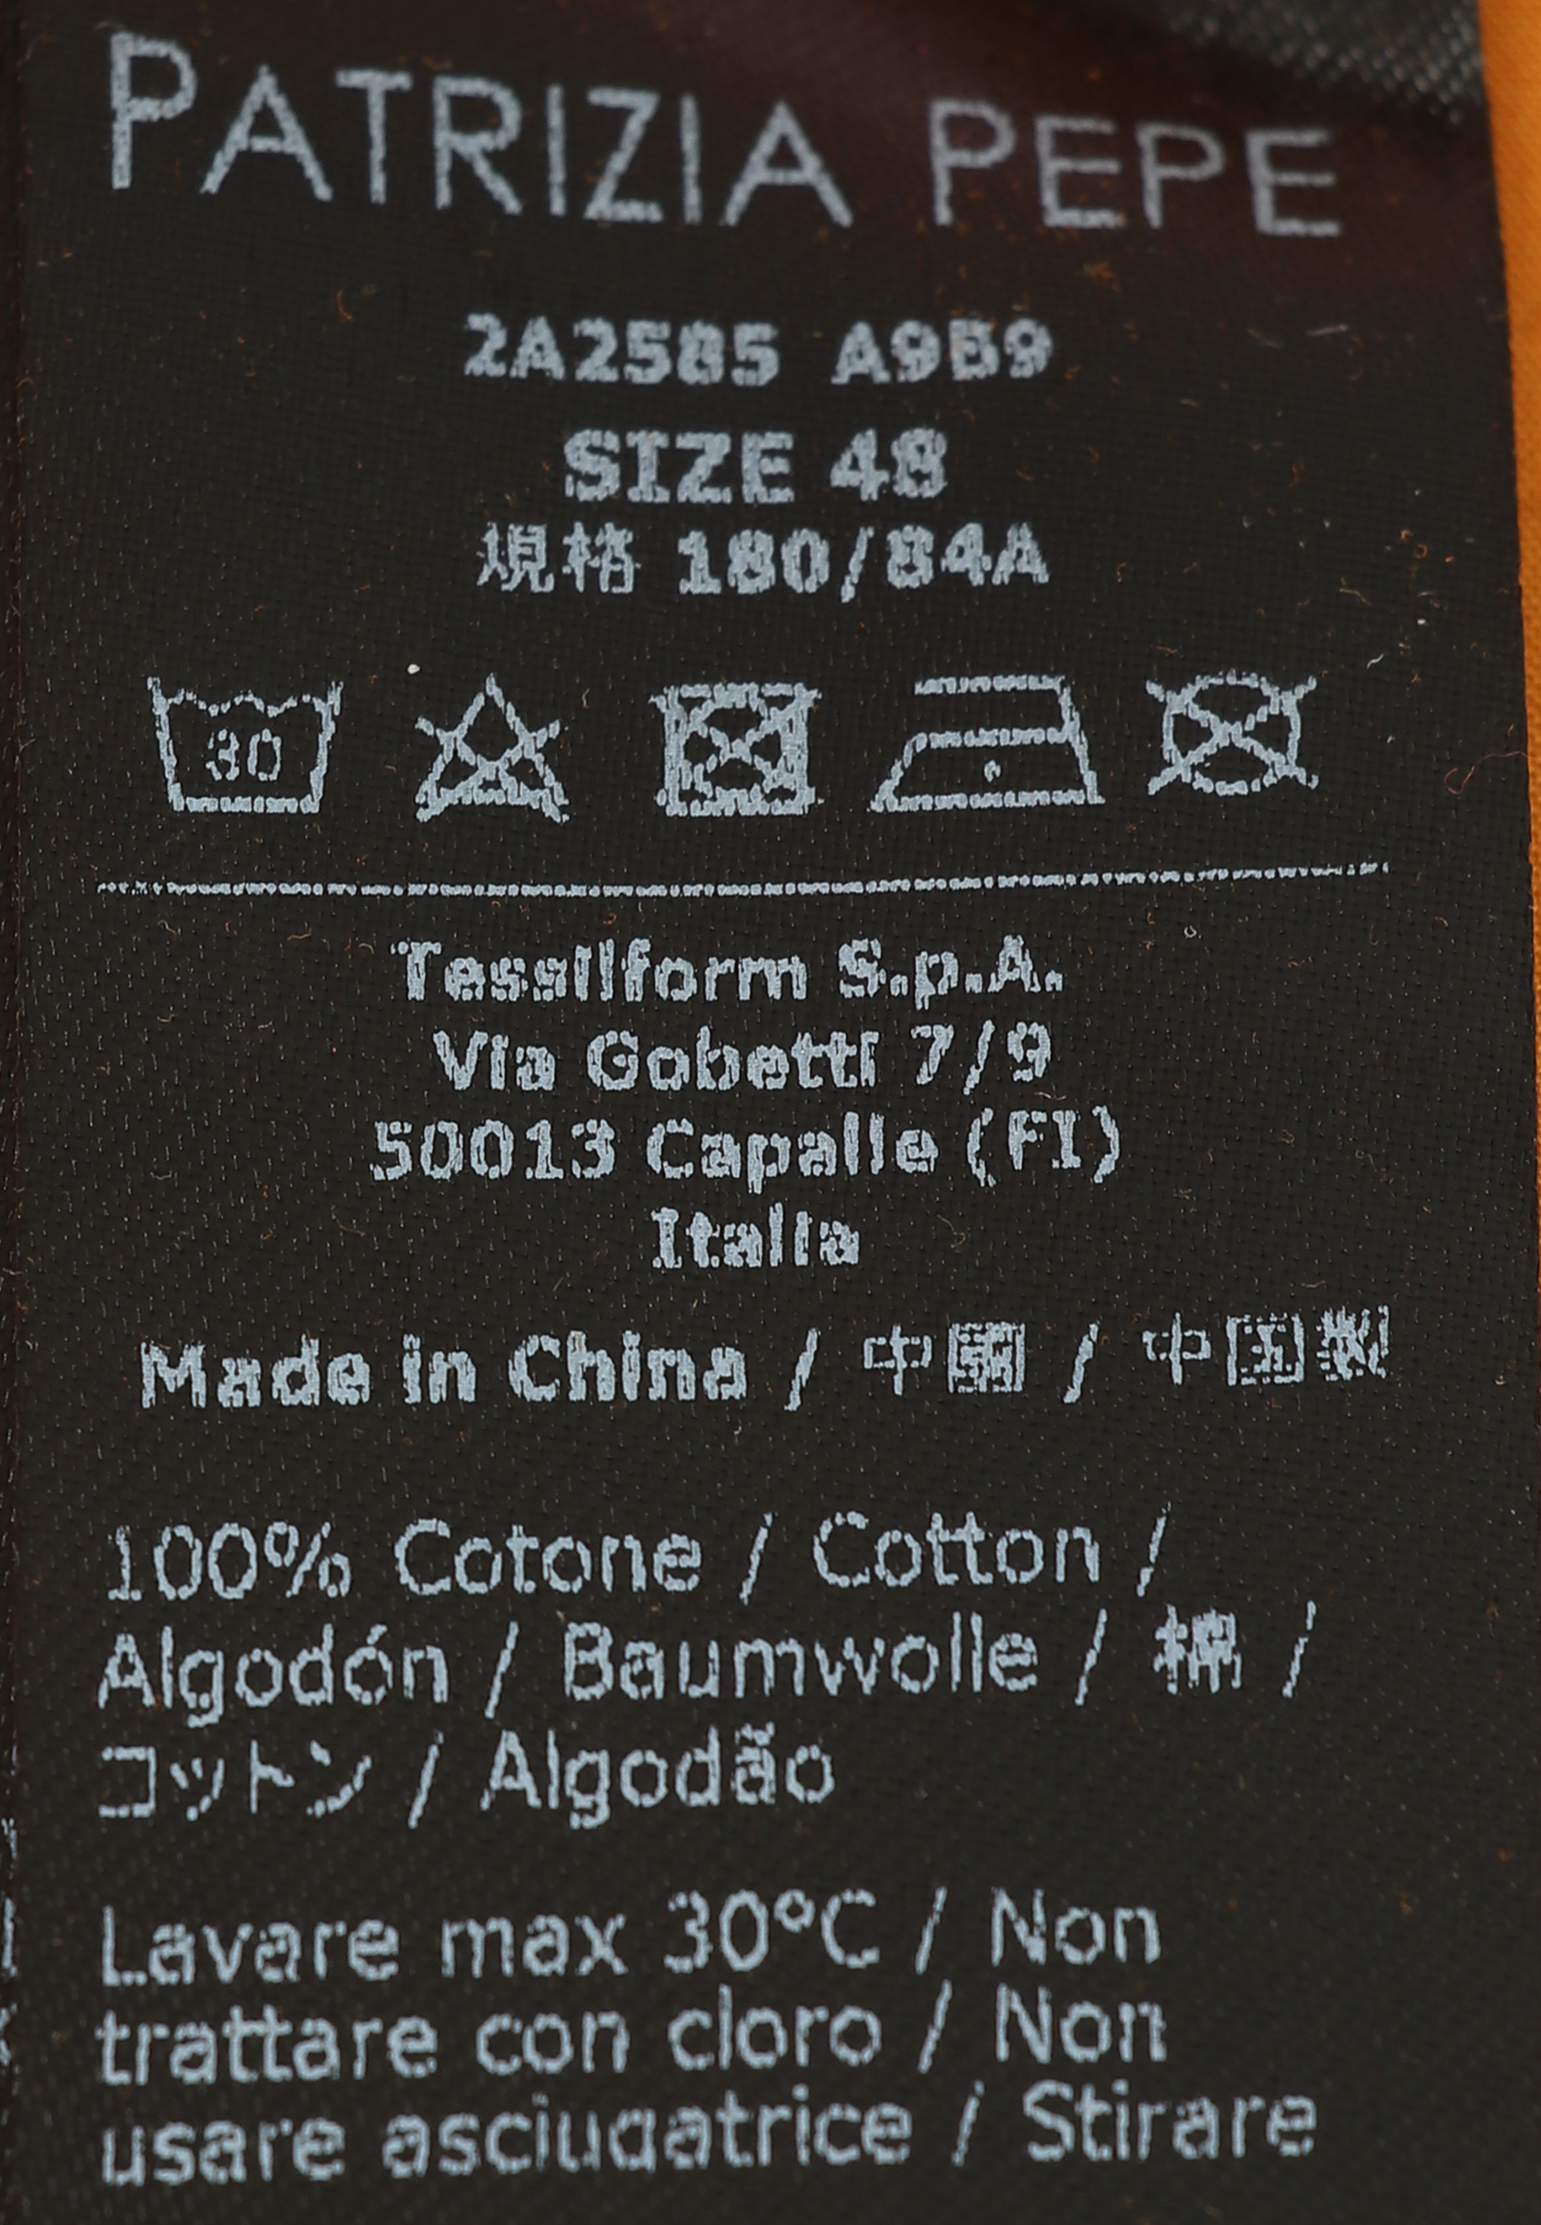 PATRIZIA PEPE
2A2585 A9B9
SIZE 48
規格 180/84A
30
Tessilform S.p.A.
Via Gobetti 7/9
50013 Capalle (FI)
Italia
Made in China / 中國 / 中国製
100% Cotone / Cotton /
Algodón / Baumwolle / 棉 /
コットン / Algodão
Lavare max 30°C / Non
trattare con cloro / Non
usare asciugatrice / Stirare